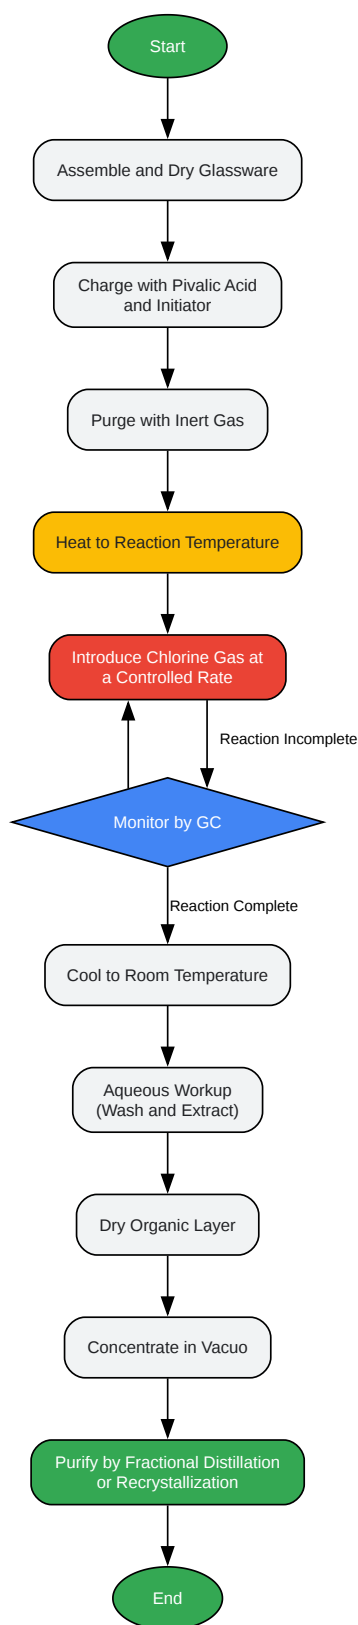 Start
Assemble and Dry Glassware
Charge with Pivalic Acid
and Initiator
Purge with Inert Gas
Heat to Reaction Temperature
Introduce Chlorine Gas at
a Controlled Rate
Reaction Incomplete
Monitor by GC
Reaction Complete
Cool to Room Temperature
Aqueous Workup
(Wash and Extract)
Dry Organic Layer
Concentrate in Vacuo
Purify by Fractional Distillation
or Recrystallization
End